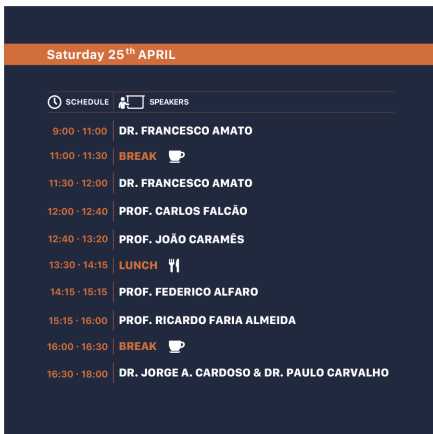 Saturday 25th APRIL
SCHEDULE SPEAKERS
9:00 · 11:00 DR. FRANCESCO AMATO
11:00 · 11:30 BREAK
11:30 · 12:00 DR. FRANCESCO AMATO
12:00 · 12:40 PROF. CARLOS FALCÃO
12:40 · 13:20 PROF. JOÃO CARAMÊS
13:30 · 14:15 LUNCH
14:15 · 15:15 PROF. FEDERICO ALFARO
15:15 · 16:00 PROF. RICARDO FARIA ALMEIDA
16:00 · 16:30 BREAK
16:30 · 18:00 DR. JORGE A. CARDOSO & DR. PAULO CARVALHO